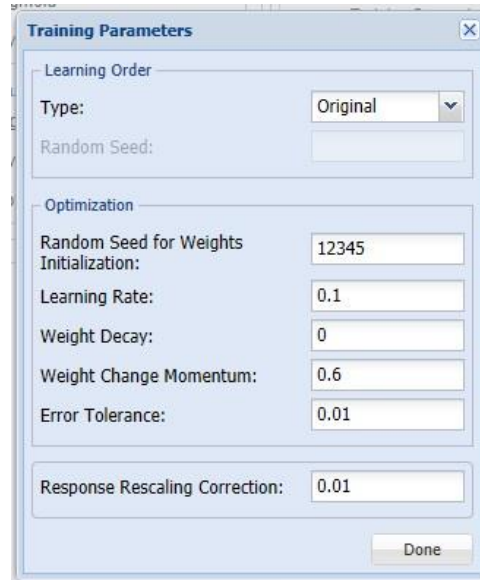 Training Parameters
Learning Order
Type: Original
Random Seed:
Optimization
Random Seed for Weights
Initialization: 12345
Learning Rate: 0.1
Weight Decay: 0
Weight Change Momentum: 0.6
Error Tolerance: 0.01
Response Rescaling Correction: 0.01
Done